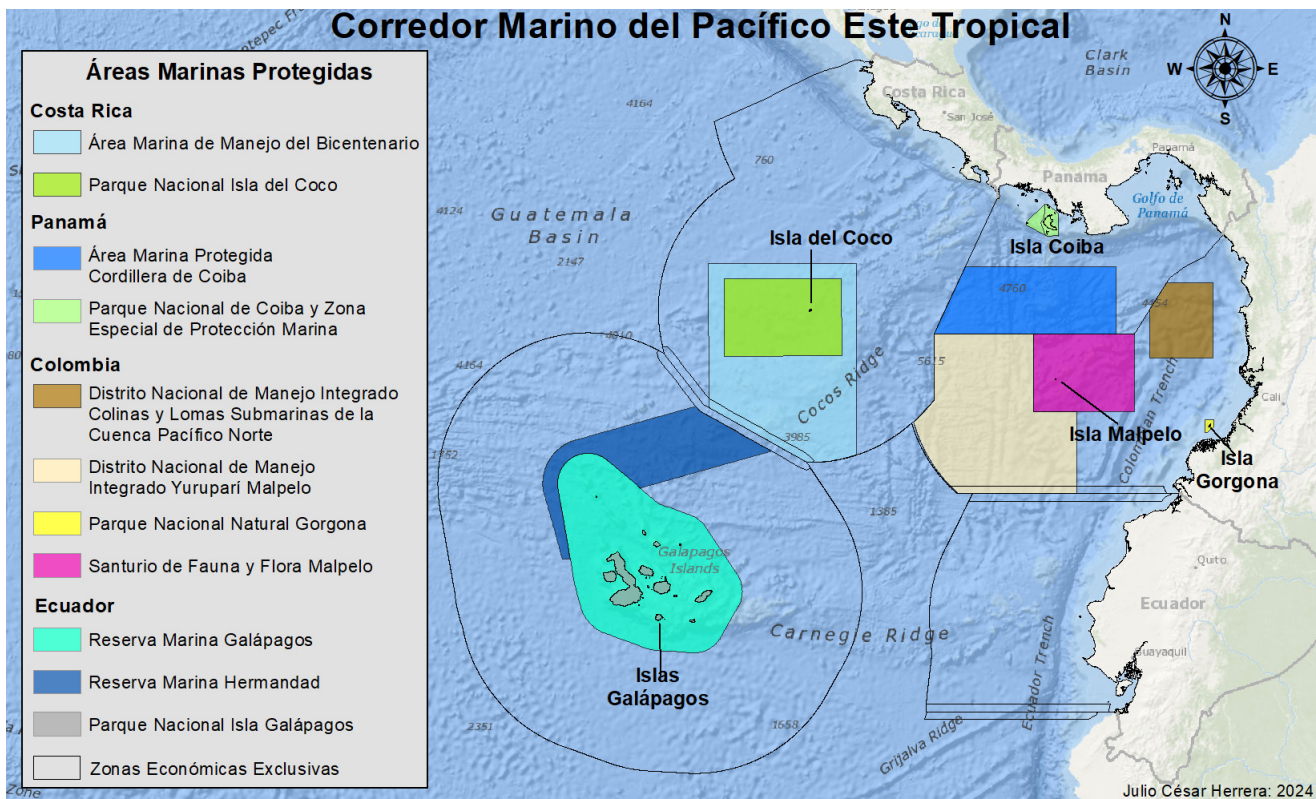 Corredor Marino del Pacífico Este Tropical
Áreas Marinas Protegidas
Costa Rica
Área Marina de Manejo del Bicentenario
Parque Nacional Isla del Coco
Panamá
Área Marina Protegida
Cordillera de Coiba
Parque Nacional de Coiba y Zona
Especial de Protección Marina
Colombia
Distrito Nacional de Manejo Integrado
Colinas y Lomas Submarinas de la
Cuenca Pacífico Norte
Distrito Nacional de Manejo
Integrado Yuruparí Malpelo
Parque Nacional Natural Gorgona
Santurio de Fauna y Flora Malpelo
Ecuador
Reserva Marina Galápagos
Reserva Marina Hermandad
Parque Nacional Isla Galápagos
Zonas Económicas Exclusivas
Clark
Basin
N
W
E
S
4164
Costa Rica
San José
760
Panamá
Panama
Golfo de
Panamá
4124
Guatemala
Basin
2147
Isla del Coco
Isla Coiba
4760
4454
4010
4164
5615
Cocos Ridge
Colombian Trench
Cali
3985
Isla Malpelo
1352
Isla
Gorgona
1385
Galapagos
Islands
Quito
Ecuador
Carnegie Ridge
Guayaquil
Ecuador Trench
Islas
Galápagos
2351
1658
Grijalva Ridge
Zone
Julio César Herrera: 2024